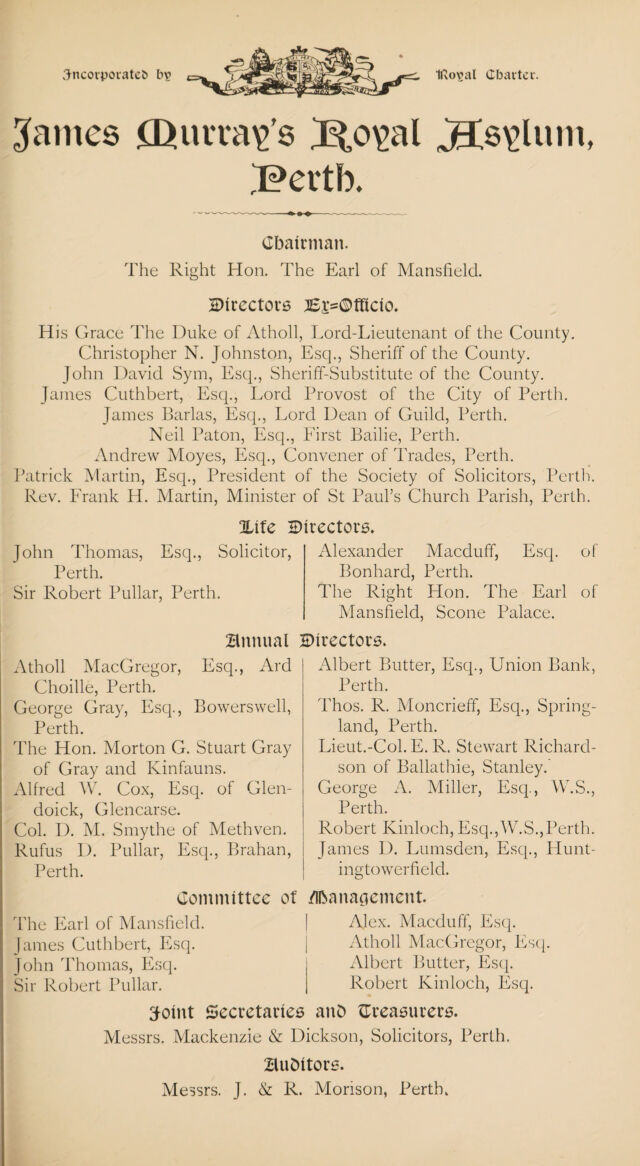 Incorporated by Royal Charter.
James Murray's Royal Asylum,
Perth.
Chairman.
The Right Hon. The Earl of Mansfield.
Directors Ex=Officio.
His Grace The Duke of Atholl, Lord-Lieutenant of the County.
Christopher N. Johnston, Esq., Sheriff of the County.
John David Sym, Esq., Sheriff-Substitute of the County.
James Cuthbert, Esq., Lord Provost of the City of Perth.
James Barlas, Esq., Lord Dean of Guild, Perth.
Neil Paton, Esq., First Bailie, Perth.
Andrew Moyes, Esq., Convener of Trades, Perth.
Patrick Martin, Esq., President of the Society of Solicitors, Perth.
Rev. Frank H. Martin, Minister of St Paul's Church Parish, Perth.
Life Directors.
John Thomas, Esq., Solicitor,
Perth.
Sir Robert Pullar, Perth.
Alexander Macduff, Esq. of
Bonhard, Perth.
The Right Hon. The Earl of
Mansfield, Scone Palace.
Annual Directors.
Atholl MacGregor, Esq., Ard
Choille, Perth.
George Gray, Esq., Bowerswell,
Perth.
The Hon. Morton G. Stuart Gray
of Gray and Kinfauns.
Alfred W. Cox, Esq. of Glen-
doick, Glencarse.
Col. D. M. Smythe of Methven.
Rufus D. Pullar, Esq., Brahan,
Perth.
Albert Butter, Esq., Union Bank,
Perth.
Thos. R. Moncrieff, Esq., Spring-
land, Perth.
Lieut.-Col. E. R. Stewart Richard-
son of Ballathie, Stanley.
George A. Miller, Esq., W.S.,
Perth.
Robert Kinloch, Esq., W.S., Perth.
James D. Lumsden, Esq., Hunt-
ingtowerfield.
Committee of Management.
The Earl of Mansfield.
James Cuthbert, Esq.
John Thomas, Esq.
Sir Robert Pullar.
Alex. Macduff, Esq.
Atholl MacGregor, Esq.
Albert Butter, Esq.
Robert Kinloch, Esq.
Joint Secretaries and Treasurers.
Messrs. Mackenzie & Dickson, Solicitors, Perth.
Auditors.
Messrs. J. & R. Morison, Perth.